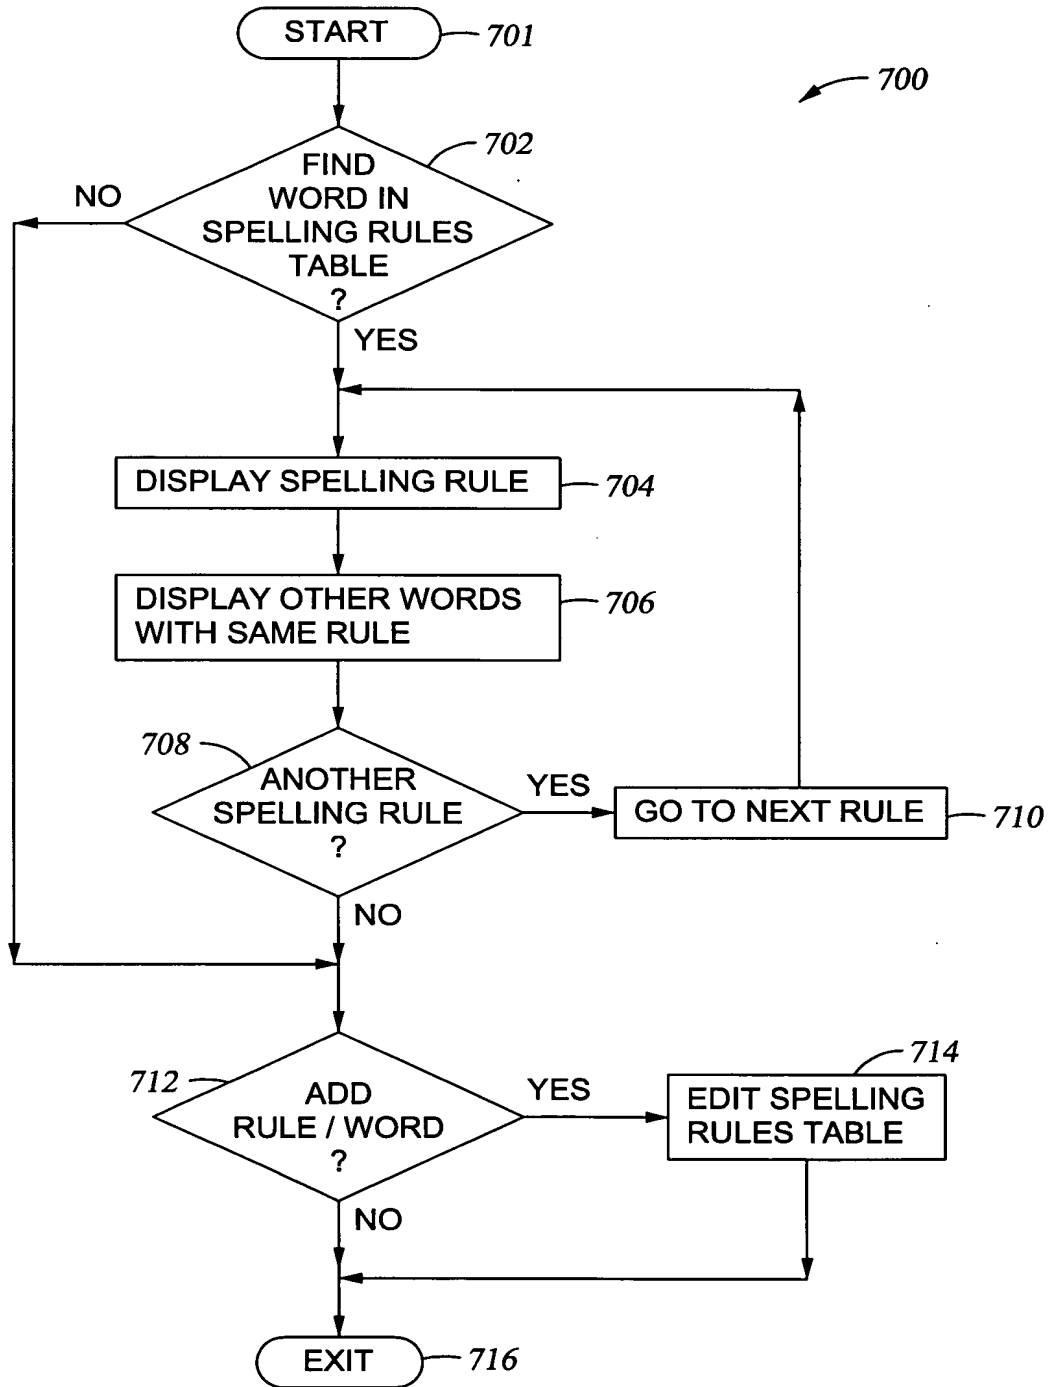 START
701
700
702
FIND
WORD IN
SPELLING RULES
TABLE
?
NO
YES
DISPLAY SPELLING RULE
704
DISPLAY OTHER WORDS
WITH SAME RULE
706
708
ANOTHER
SPELLING RULE
?
YES
GO TO NEXT RULE
710
NO
712
ADD
RULE / WORD
?
YES
714
EDIT SPELLING
RULES TABLE
NO
EXIT
716